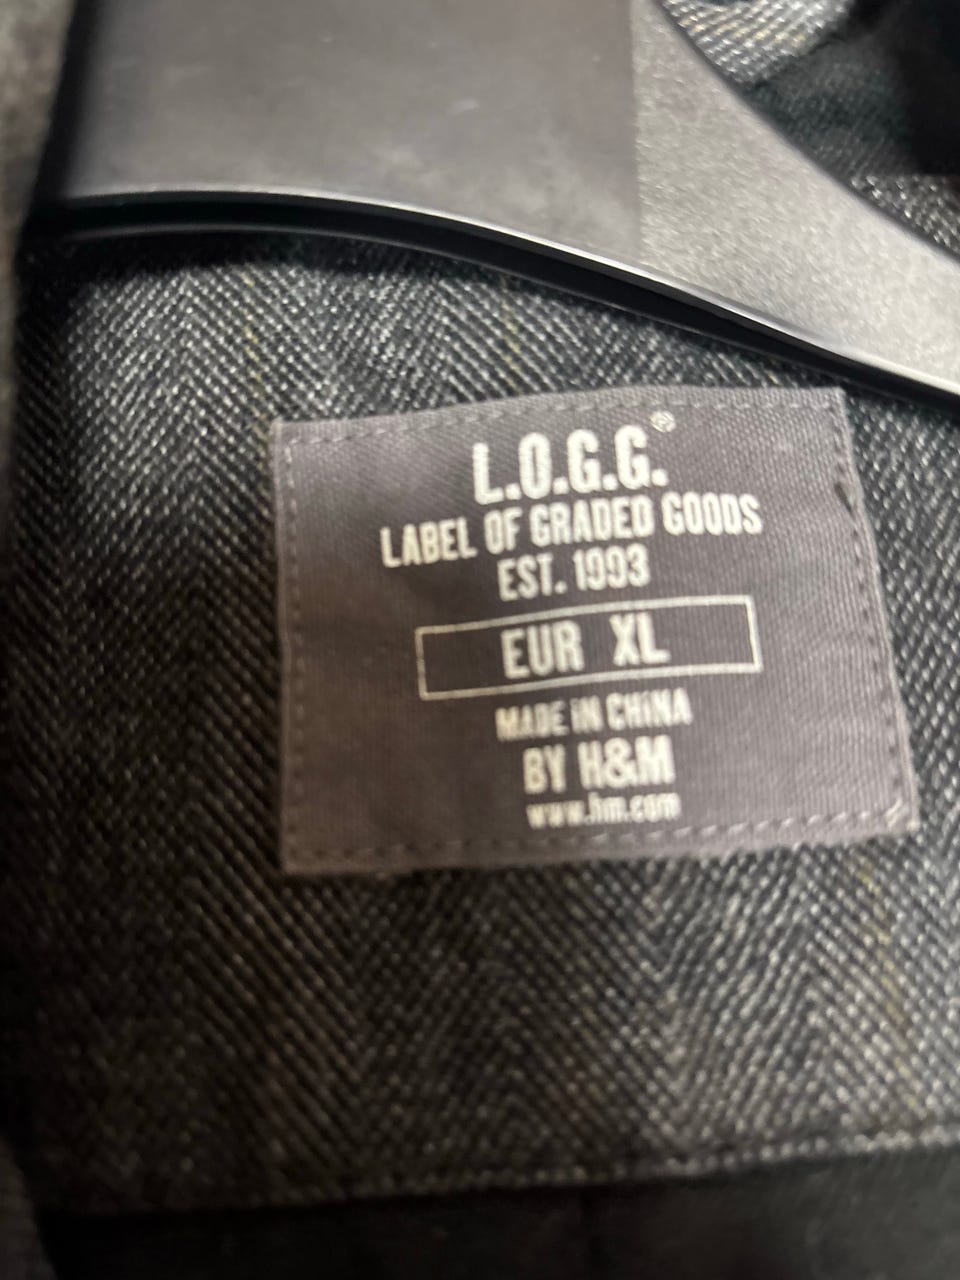 L.O.G.G.®
LABEL OF GRADED GOODS
EST. 1993
EUR XL
MADE IN CHINA
BY H&M
www.hm.com